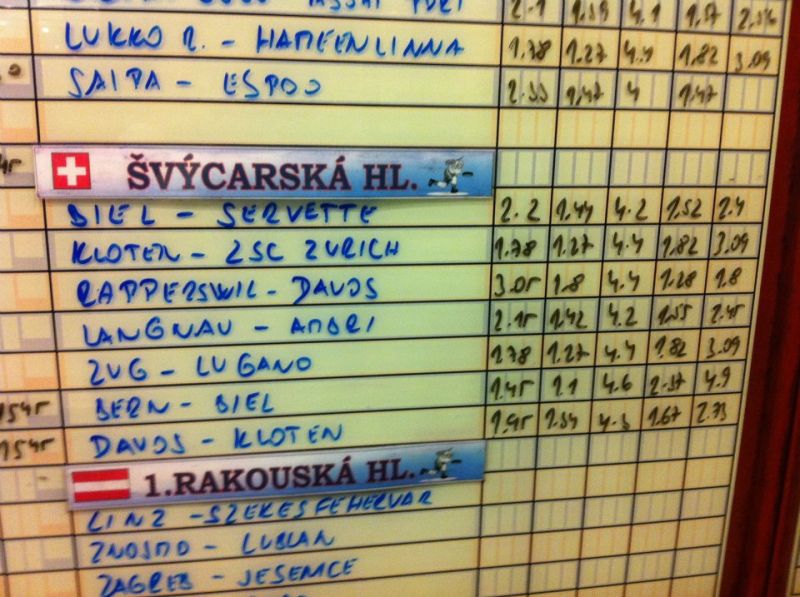 LUKKO R. - HAMEENLINNA 1.78 1.27 4.4 1.82 3.09
SAIPA - ESPOO 2.55 1.47 4 1.47
ŠVÝCARSKÁ HL.
BIEL - SERVETTE 2.2 1.44 4.2 1.52 2.4
KLOTEN - ZSC ZURICH 1.78 1.27 4.4 1.82 3.09
RAPPERSWIL - DAVOS 3.05 1.8 4.4 1.28 1.8
LANGNAU - AMBRI 2.15 1.42 4.2 1.55 2.45
ZUG - LUGANO 1.78 1.27 4.4 1.82 3.09
BERN - BIEL 1.45 1.1 4.6 2.37 4.9
1545 DAVOS - KLOTEN 1.95 1.34 4.3 1.67 2.73
1.RAKOUSKÁ HL.
LINZ - SZEKESFEHERVAR
ZNOJMO - LUBLAN
ZAGREB - JESENICE